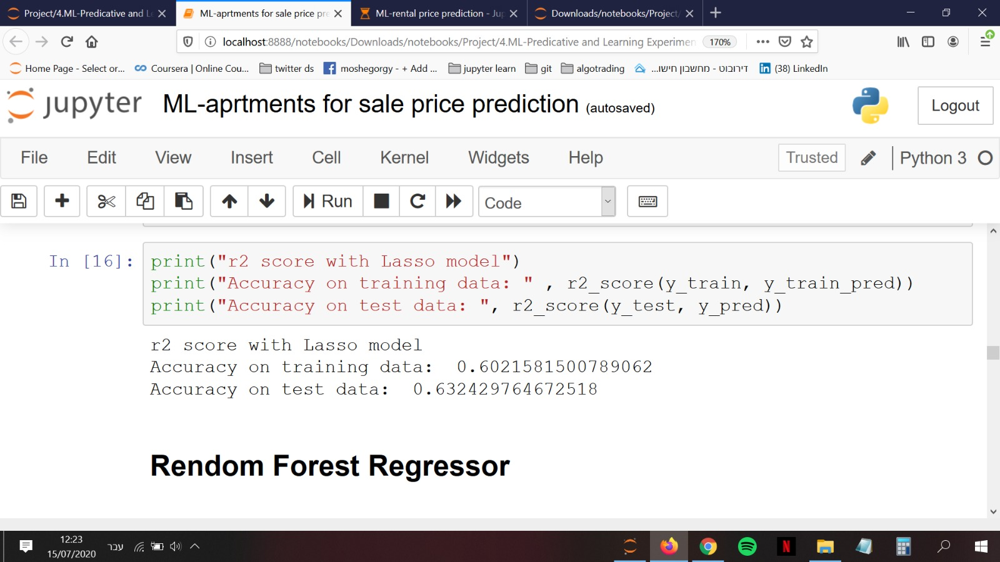 Project/4.ML-Predicative and Le
ML-aprtments for sale price pre
ML-rental price prediction - Jup
Downloads/notebooks/Project/
localhost:8888/notebooks/Downloads/notebooks/Project/4.ML-Predicative and Learning Experimen
170%
Home Page - Select or...
Coursera | Online Cou...
twitter ds
moshegorgy - + Add ...
jupyter learn
git
algotrading
דירובוט - מחשבון חישו...
(38) LinkedIn
jupyter
ML-aprtments for sale price prediction (autosaved)
Logout
File Edit View Insert Cell Kernel Widgets Help
Trusted
Python 3
Run
Code
In [16]:
print("r2 score with Lasso model")
print("Accuracy on training data: " , r2_score(y_train, y_train_pred))
print("Accuracy on test data: ", r2_score(y_test, y_pred))
r2 score with Lasso model
Accuracy on training data:  0.6021581500789062
Accuracy on test data:  0.632429764672518
Rendom Forest Regressor
12:23
15/07/2020
עבר